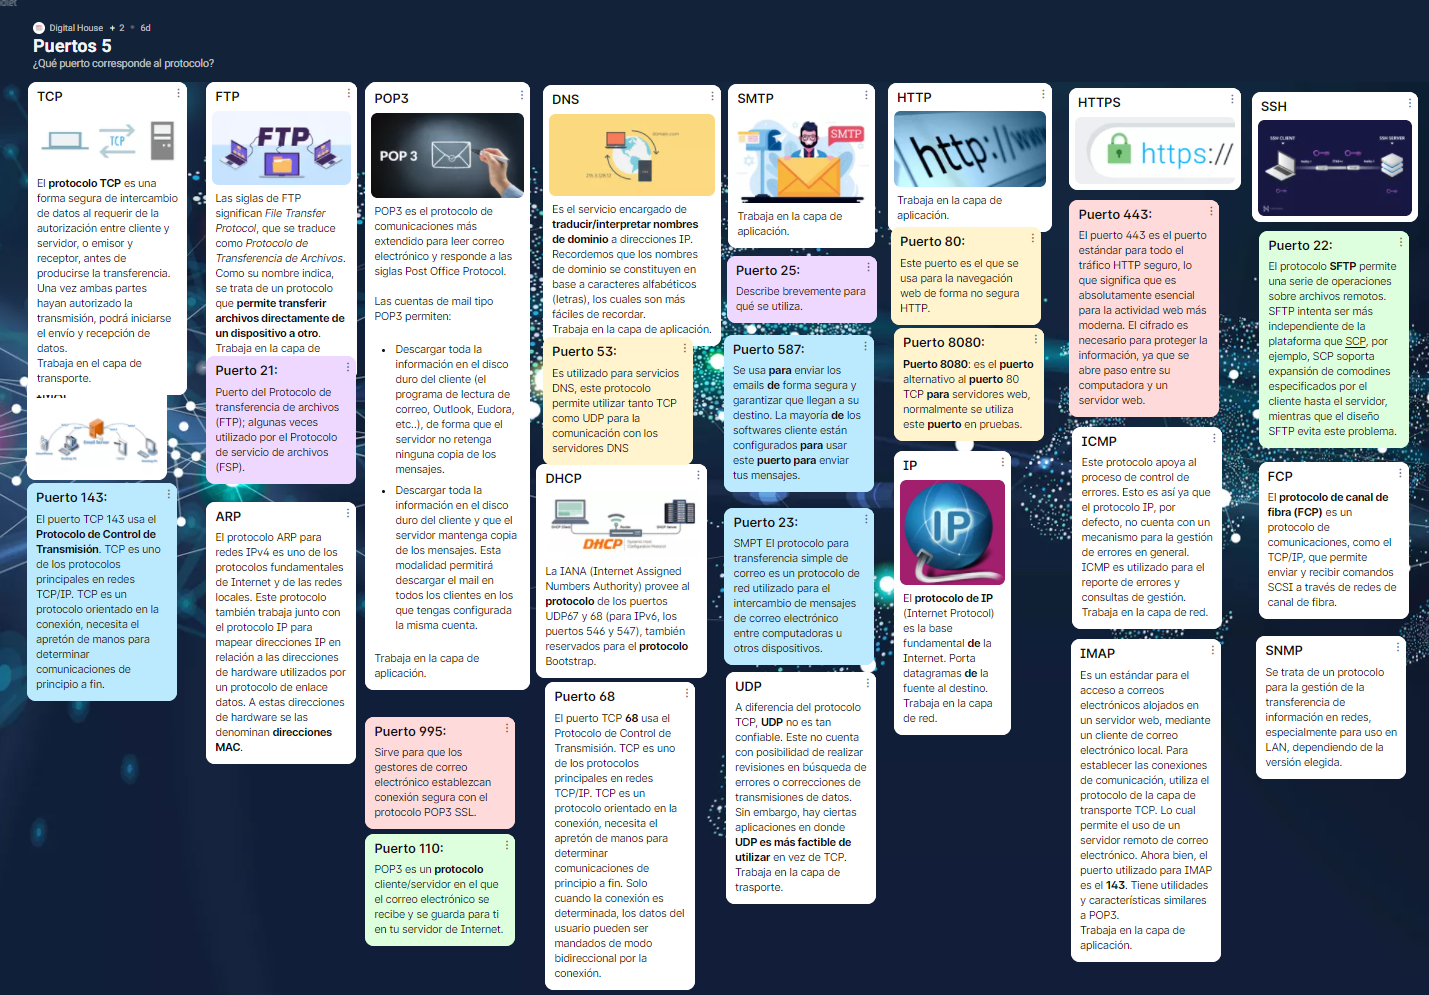 Digital House + 2 • 6d
Puertos 5
¿Qué puerto corresponde al protocolo?
TCP
TCP
El protocolo TCP es una
forma segura de intercambio
de datos al requerir de la
autorización entre cliente y
servidor, o emisor y
receptor, antes de
producirse la transferencia.
Una vez ambas partes
hayan autorizado la
transmisión, podrá iniciarse
el envío y recepción de
datos.
Trabaja en el capa de
transporte.
Puerto 143:
El puerto TCP 143 usa el
Protocolo de Control de
Transmisión. TCP es uno
de los protocolos
principales en redes
TCP/IP. TCP es un
protocolo orientado en la
conexión, necesita el
apretón de manos para
determinar
comunicaciones de
principio a fin.
FTP
FTP
Las siglas de FTP
significan File Transfer
Protocol, que se traduce
como Protocolo de
Transferencia de Archivos.
Como su nombre indica,
se trata de un protocolo
que permite transferir
archivos directamente de
un dispositivo a otro.
Trabaja en la capa de
Puerto 21:
Puerto del Protocolo de
transferencia de archivos
(FTP); algunas veces
utilizado por el Protocolo
de servicio de archivos
(FSP).
ARP
El protocolo ARP para
redes IPv4 es uno de los
protocolos fundamentales
de Internet y de las redes
locales. Este protocolo
también trabaja junto con
el protocolo IP para
mapear direcciones IP en
relación a las direcciones
de hardware utilizados por
un protocolo de enlace
datos. A estas direcciones
de hardware se las
denominan direcciones
MAC.
POP3
POP 3
POP3 es el protocolo de
comunicaciones más
extendido para leer correo
electrónico y responde a las
siglas Post Office Protocol.
Las cuentas de mail tipo
POP3 permiten:
• Descargar toda la
información en el disco
duro del cliente (el
programa de lectura de
correo, Outlook, Eudora,
etc..), de forma que el
servidor no retenga
ninguna copia de los
mensajes.
• Descargar toda la
información en el disco
duro del cliente y que el
servidor mantenga copia
de los mensajes. Esta
modalidad permitirá
descargar el mail en
todos los clientes en los
que tengas configurada
la misma cuenta.
Trabaja en la capa de
aplicación.
Puerto 995:
Sirve para que los
gestores de correo
electrónico establezcan
conexión segura con el
protocolo POP3 SSL.
Puerto 110:
POP3 es un protocolo
cliente/servidor en el que
el correo electrónico se
recibe y se guarda para ti
en tu servidor de Internet.
DNS
Es el servicio encargado de
traducir/interpretar nombres
de dominio a direcciones IP.
Recordemos que los nombres
de dominio se constituyen en
base a caracteres alfabéticos
(letras), los cuales son más
fáciles de recordar.
Trabaja en la capa de aplicación.
Puerto 53:
Es utilizado para servicios
DNS, este protocolo
permite utilizar tanto TCP
como UDP para la
comunicación con los
servidores DNS
DHCP
DHCP
La IANA (Internet Assigned
Numbers Authority) provee al
protocolo de los puertos
UDP67 y 68 (para IPv6, los
puertos 546 y 547), también
reservados para el protocolo
Bootstrap.
Puerto 68
El puerto TCP 68 usa el
Protocolo de Control de
Transmisión. TCP es uno
de los protocolos
principales en redes
TCP/IP. TCP es un
protocolo orientado en la
conexión, necesita el
apretón de manos para
determinar
comunicaciones de
principio a fin. Solo
cuando la conexión es
determinada, los datos del
usuario pueden ser
mandados de modo
bidireccional por la
conexión.
SMTP
SMTP
Trabaja en la capa de
aplicación.
Puerto 25:
Describe brevemente para
qué se utiliza.
Puerto 587:
Se usa para enviar los
emails de forma segura y
garantizar que llegan a su
destino. La mayoría de los
softwares cliente están
configurados para usar
este puerto para enviar
tus mensajes.
Puerto 23:
SMPT El protocolo para
transferencia simple de
correo es un protocolo de
red utilizado para el
intercambio de mensajes
de correo electrónico
entre computadoras u
otros dispositivos.
UDP
A diferencia del protocolo
TCP, UDP no es tan
confiable. Este no cuenta
con posibilidad de realizar
revisiones en búsqueda de
errores o correcciones de
transmisiones de datos.
Sin embargo, hay ciertas
aplicaciones en donde
UDP es más factible de
utilizar en vez de TCP.
Trabaja en la capa de
trasporte.
HTTP
http://ww
Trabaja en la capa de
aplicación.
Puerto 80:
Este puerto es el que se
usa para la navegación
web de forma no segura
HTTP.
Puerto 8080:
Puerto 8080: es el puerto
alternativo al puerto 80
TCP para servidores web,
normalmente se utiliza
este puerto en pruebas.
IP
IP
El protocolo de IP
(Internet Protocol)
es la base
fundamental de la
Internet. Porta
datagramas de la
fuente al destino.
Trabaja en la capa
de red.
HTTPS
https://
Puerto 443:
El puerto 443 es el puerto
estándar para todo el
tráfico HTTP seguro, lo
que significa que es
absolutamente esencial
para la actividad web más
moderna. El cifrado es
necesario para proteger la
información, ya que se
abre paso entre su
computadora y un
servidor web.
ICMP
Este protocolo apoya al
proceso de control de
errores. Esto es así ya que
el protocolo IP, por
defecto, no cuenta con un
mecanismo para la gestión
de errores en general.
ICMP es utilizado para el
reporte de errores y
consultas de gestión.
Trabaja en la capa de red.
IMAP
Es un estándar para el
acceso a correos
electrónicos alojados en
un servidor web, mediante
un cliente de correo
electrónico local. Para
establecer las conexiones
de comunicación, utiliza el
protocolo de la capa de
transporte TCP. Lo cual
permite el uso de un
servidor remoto de correo
electrónico. Ahora bien, el
puerto utilizado para IMAP
es el 143. Tiene utilidades
y características similares
a POP3.
Trabaja en la capa de
aplicación.
SSH
SSH CLIENT
SSH SERVER
Puerto 22:
El protocolo SFTP permite
una serie de operaciones
sobre archivos remotos.
SFTP intenta ser más
independiente de la
plataforma que SCP, por
ejemplo, SCP soporta
expansión de comodines
especificados por el
cliente hasta el servidor,
mientras que el diseño
SFTP evita este problema.
FCP
El protocolo de canal de
fibra (FCP) es un
protocolo de
comunicaciones, como el
TCP/IP, que permite
enviar y recibir comandos
SCSI a través de redes de
canal de fibra.
SNMP
Se trata de un protocolo
para la gestión de la
transferencia de
información en redes,
especialmente para uso en
LAN, dependiendo de la
versión elegida.